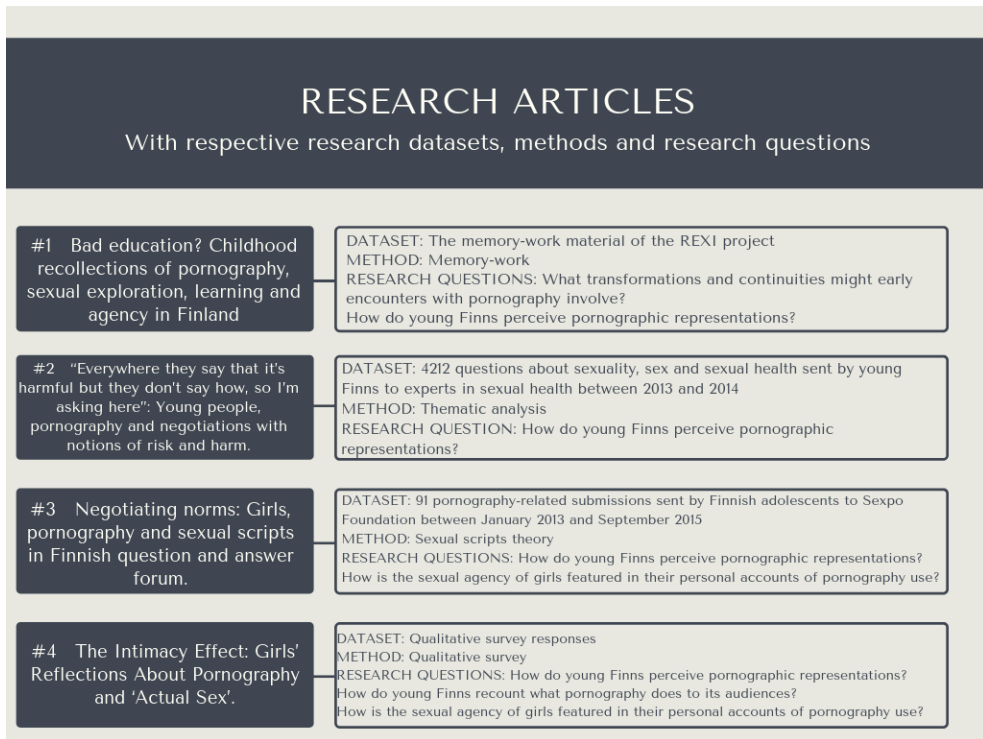 RESEARCH ARTICLES
With respective research datasets, methods and research questions
#1 Bad education? Childhood
recollections of pornography,
sexual exploration, learning and
agency in Finland
DATASET: The memory-work material of the REXI project
METHOD: Memory-work
RESEARCH QUESTIONS: What transformations and continuities might early
encounters with pornography involve?
How do young Finns perceive pornographic representations?
#2 “Everywhere they say that it’s
harmful but they don’t say how, so I’m
asking here”: Young people,
pornography and negotiations with
notions of risk and harm.
DATASET: 4212 questions about sexuality, sex and sexual health sent by young
Finns to experts in sexual health between 2013 and 2014
METHOD: Thematic analysis
RESEARCH QUESTION: How do young Finns perceive pornographic
representations?
#3 Negotiating norms: Girls,
pornography and sexual scripts
in Finnish question and answer
forum.
DATASET: 91 pornography-related submissions sent by Finnish adolescents to Sexpo
Foundation between January 2013 and September 2015
METHOD: Sexual scripts theory
RESEARCH QUESTIONS: How do young Finns perceive pornographic representations?
How is the sexual agency of girls featured in their personal accounts of pornography use?
#4 The Intimacy Effect: Girls’
Reflections About Pornography
and ‘Actual Sex’.
DATASET: Qualitative survey responses
METHOD: Qualitative survey
RESEARCH QUESTIONS: How do young Finns perceive pornographic representations?
How do young Finns recount what pornography does to its audiences?
How is the sexual agency of girls featured in their personal accounts of pornography use?